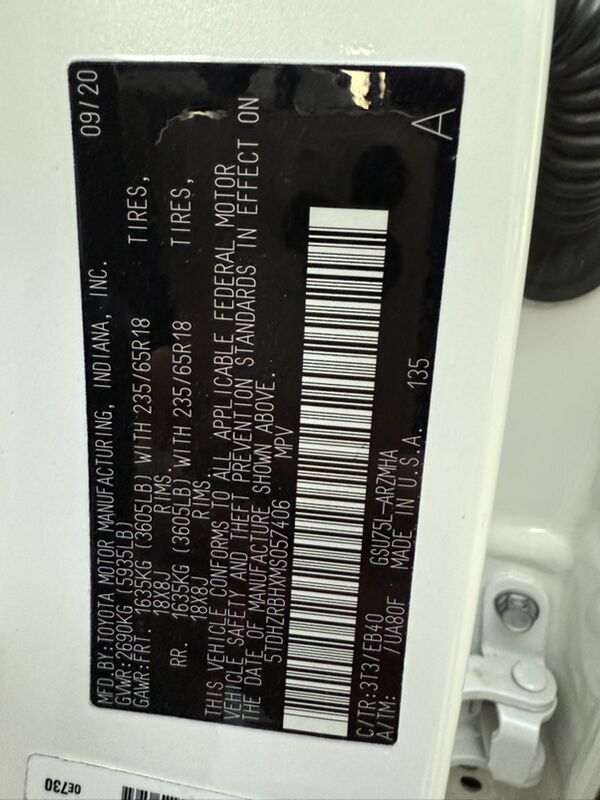 MFD. BY: TOYOTA MOTOR MANUFACTURING, INDIANA, INC. 09/20
GVWR: 2690KG (5935LB)
GAWR: FRT. 1635KG (3605LB) WITH 235/65R18 TIRES,
18X8J RIMS.
RR. 1635KG (3605LB) WITH 235/65R18 TIRES,
18X8J RIMS.
THIS VEHICLE CONFORMS TO ALL APPLICABLE FEDERAL MOTOR
VEHICLE SAFETY AND THEFT PREVENTION STANDARDS IN EFFECT ON
THE DATE OF MANUFACTURE SHOWN ABOVE.
5TDHZRBHXMS057406 MPV
C/TR: 3T3 / EB40 GSU75L-ARZMHA
A/TM: /UA80F MADE IN U.S.A. 135
A
0E730